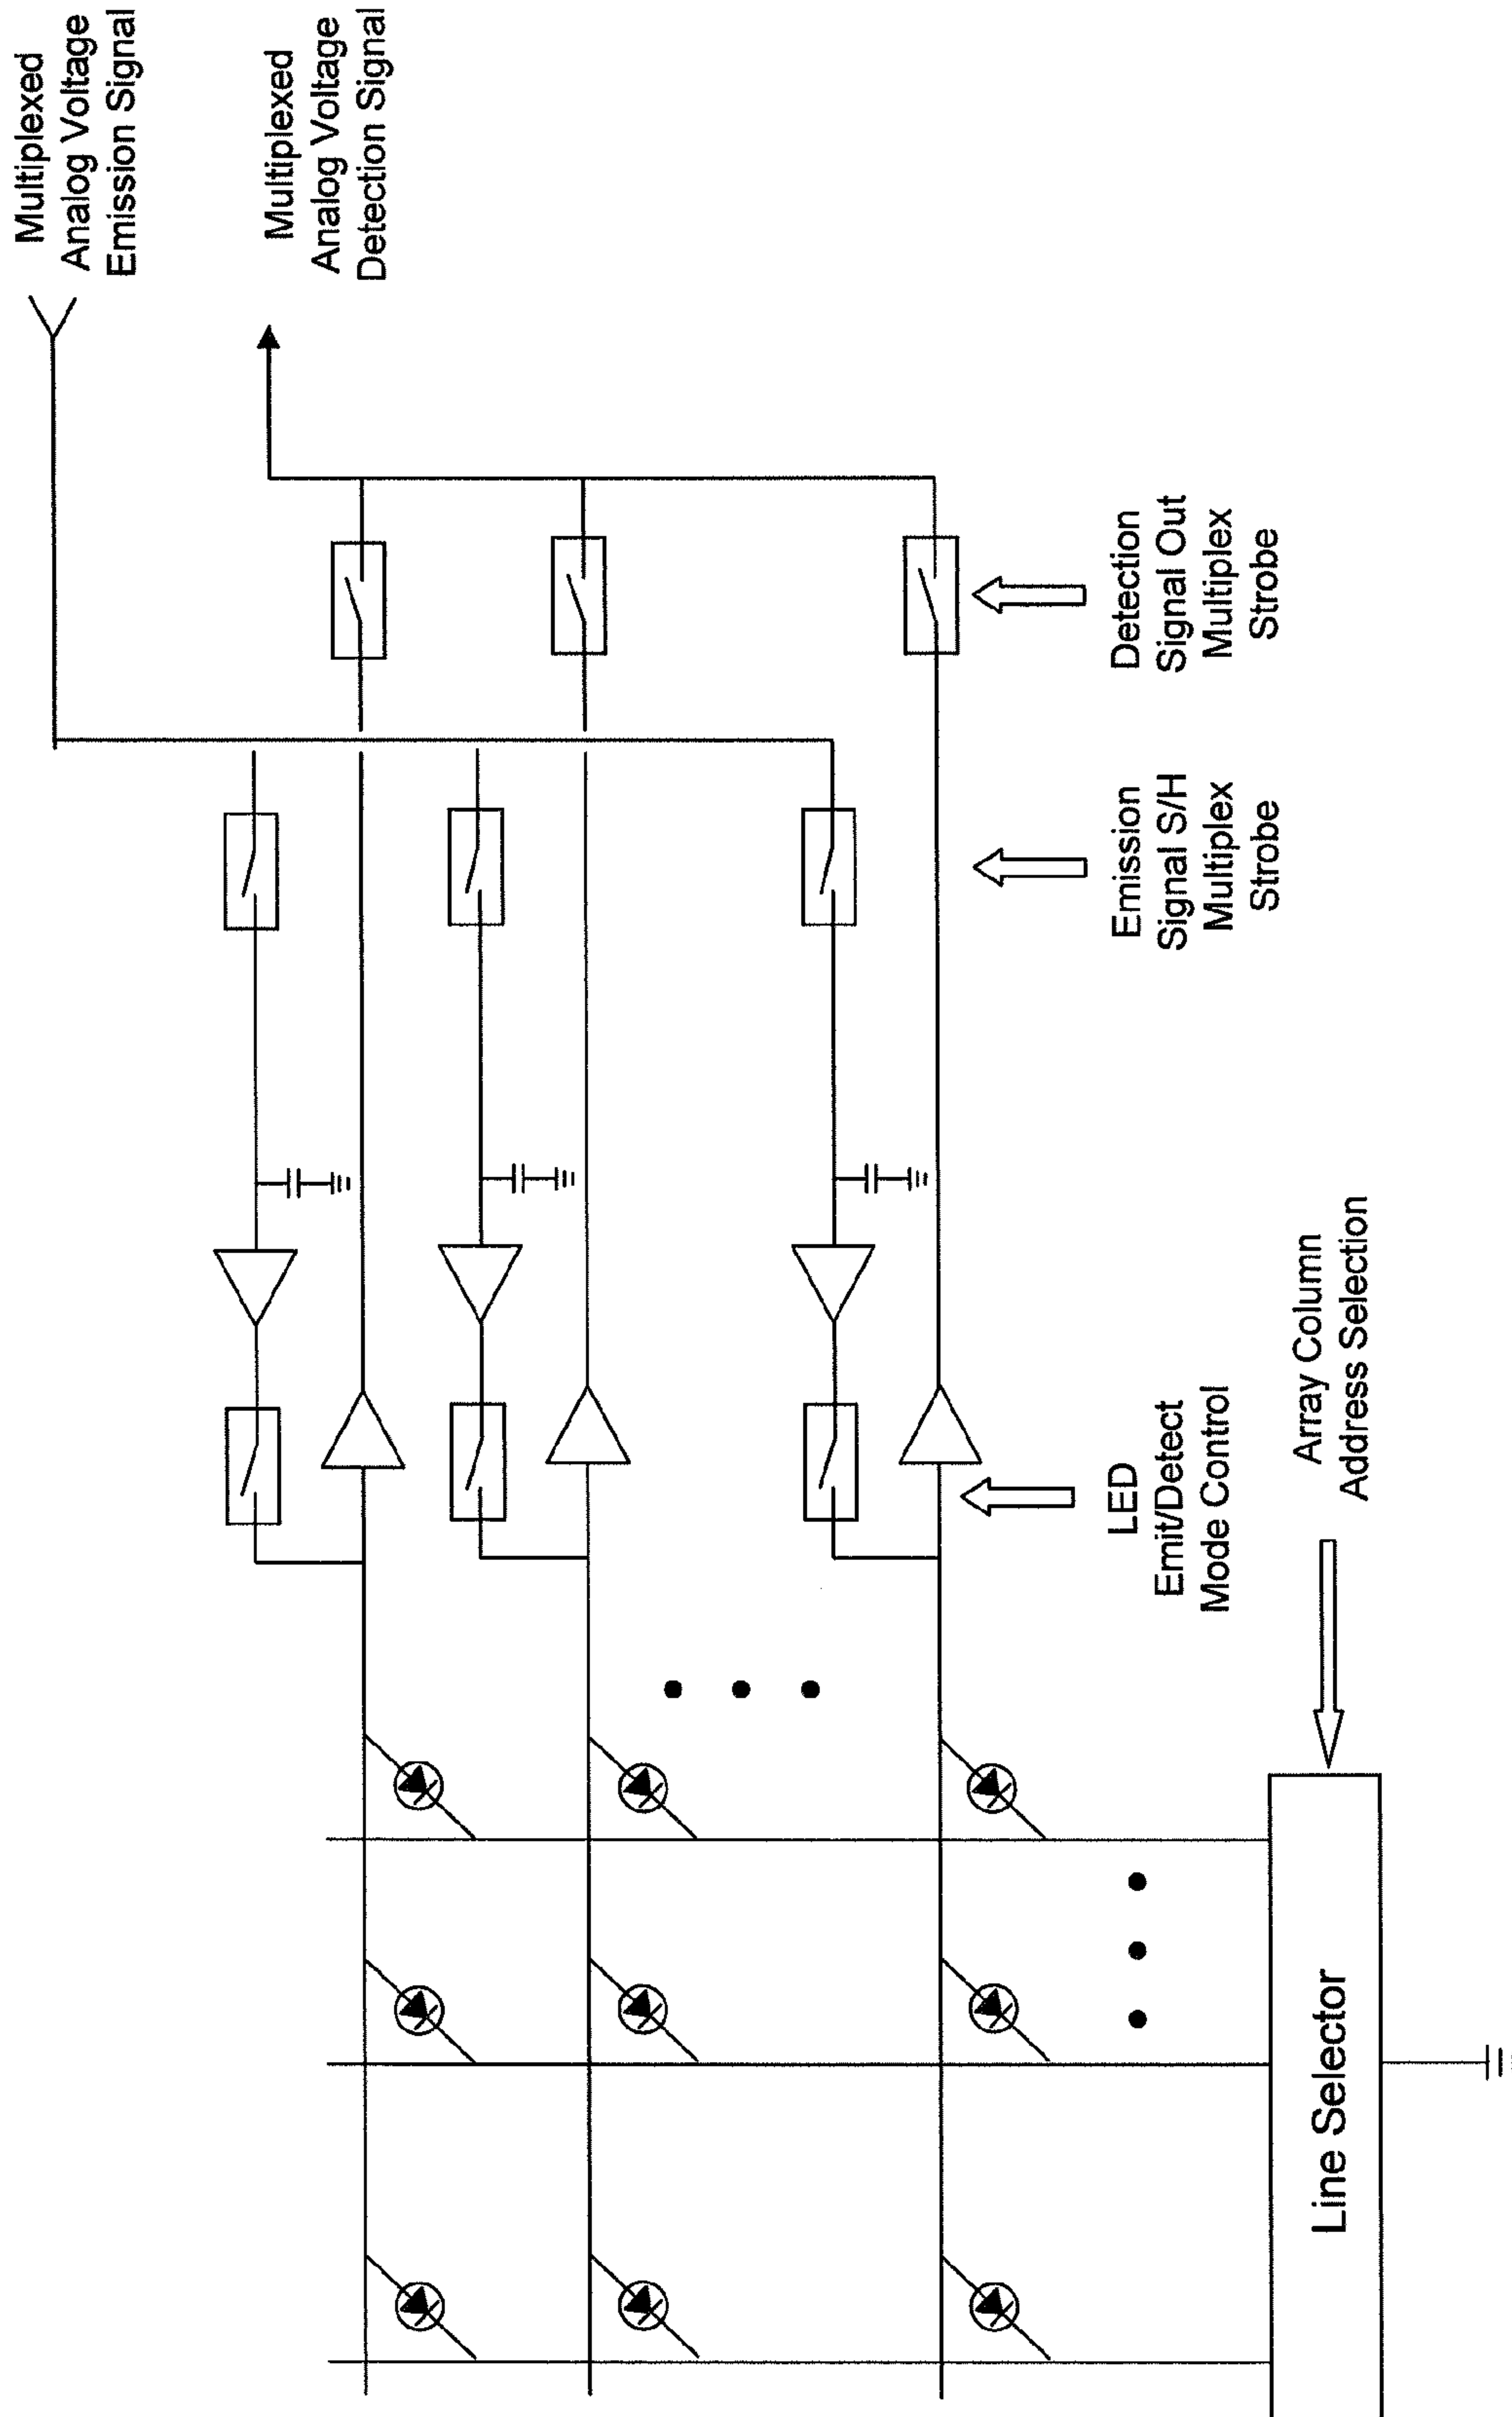 Multiplexed
Analog Voltage
Emission Signal
Multiplexed
Analog Voltage
Detection Signal
Detection
Signal Out
Multiplex
Strobe
Emission
Signal S/H
Multiplex
Strobe
LED
Emit/Detect
Mode Control
Array Column
Address Selection
Line Selector